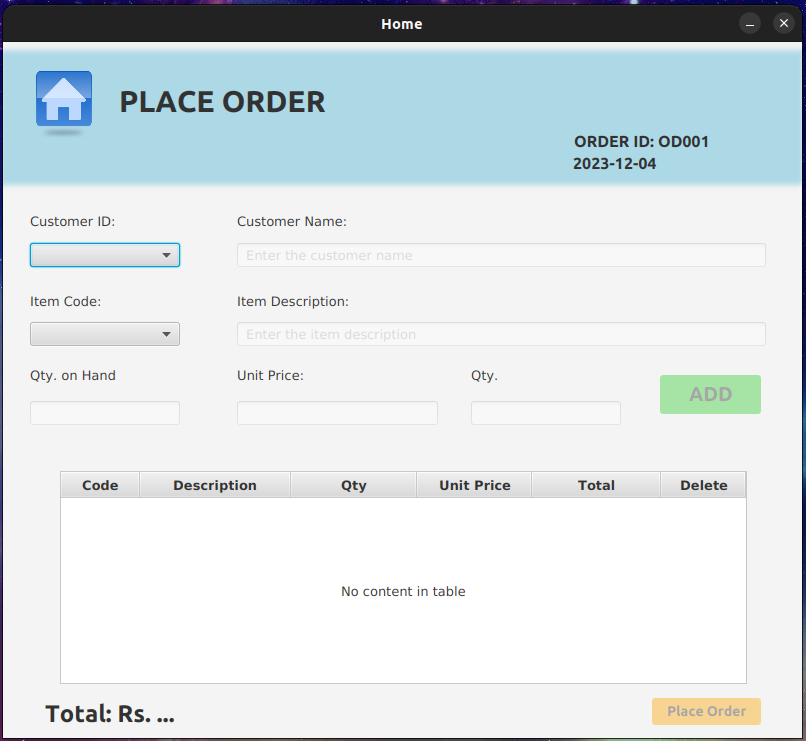 Home
PLACE ORDER
ORDER ID: OD001
2023-12-04
Customer ID: Customer Name:
Enter the customer name
Item Code: Item Description:
Enter the item description
Qty. on Hand Unit Price: Qty.
ADD
Code Description Qty Unit Price Total Delete
No content in table
Total: Rs. ...
Place Order